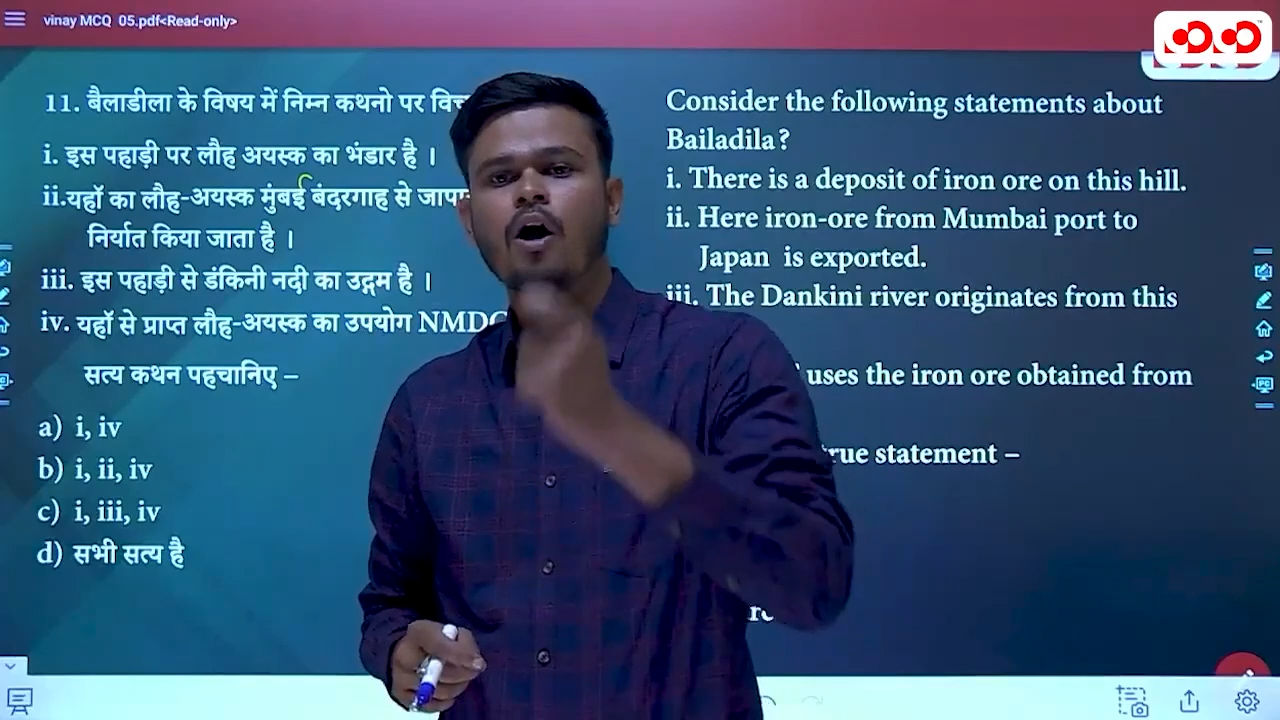 vinay MCQ 05.pdf<Read-only>
11. बैलाडीला के विषय में निम्न कथनो पर
i. इस पहाड़ी पर लौह अयस्क का भंडार है ।
ii.यहॉ का लौह-अयस्क मुंबई बंदरगाह से
निर्यात किया जाता है ।
iii. इस पहाड़ी से डंकिनी नदी का उद्गम है ।
iv. यहॉ से प्राप्त लौह-अयस्क का उपयोग NMDC
सत्य कथन पहचानिए –
a) i, iv
b) i, ii, iv
c) i, iii, iv
d) सभी सत्य है
Consider the following statements about
Bailadila?
i. There is a deposit of iron ore on this hill.
ii. Here iron-ore from Mumbai port to
Japan is exported.
iii. The Dankini river originates from this
uses the iron ore obtained from
true statement –
PC